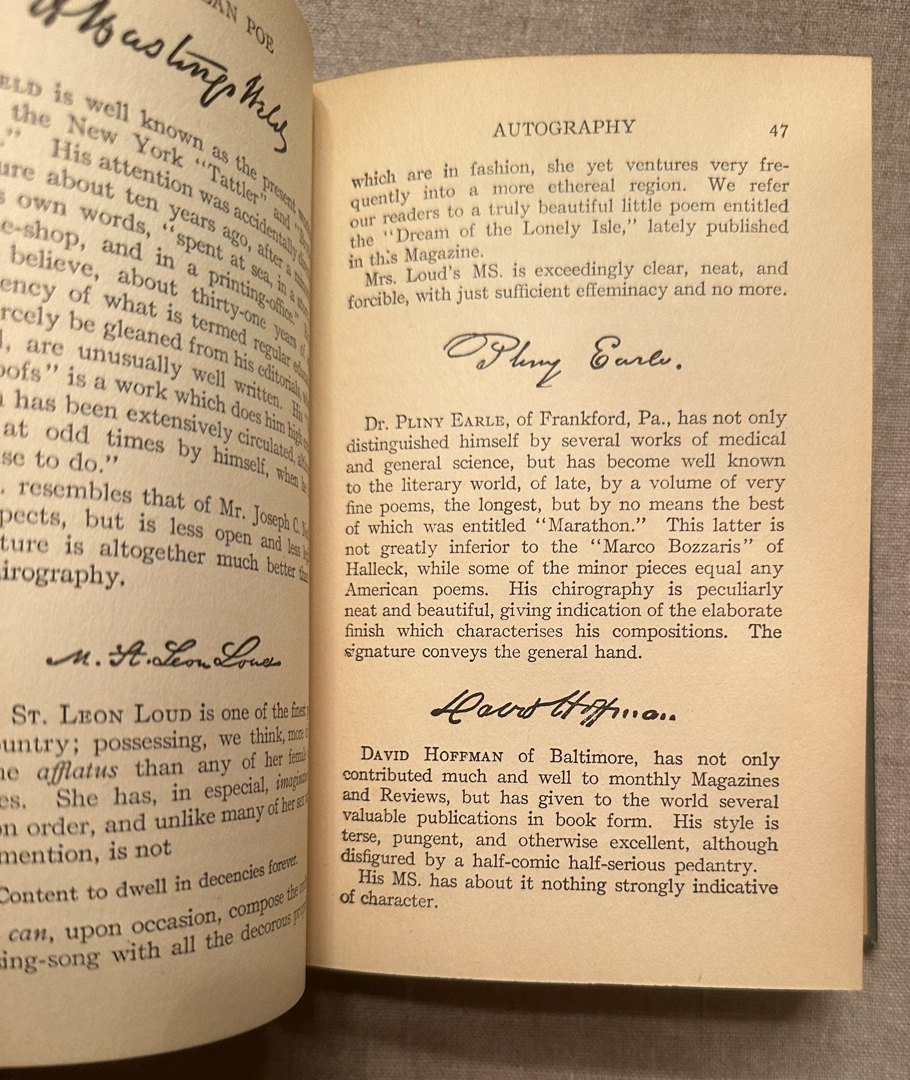 AN POE
Hastings Weld
ELD is well known as the present
the New York "Tattler" and
." His attention was accidentally
ure about ten years ago, after a
own words, "spent at sea, in a
e-shop, and in a printing-office."
believe, about thirty-one years of
ency of what is termed regular
rcely be gleaned from his editorials,
, are unusually well written. His
oofs" is a work which does him high
has been extensively circulated,
at odd times by himself, when he
se to do."
. resembles that of Mr. Joseph C.
pects, but is less open and less
ture is altogether much better
irography.
M. St. Leon Loud
ST. LEON LOUD is one of the finest
untry; possessing, we think, more
he afflatus than any of her female
es. She has, in especial,
on order, and unlike many of her sex
mention, is not
Content to dwell in decencies forever.
can, upon occasion, compose the
ing-song with all the decorous
AUTOGRAPHY 47
which are in fashion, she yet ventures very fre-
quently into a more ethereal region. We refer
our readers to a truly beautiful little poem entitled
the "Dream of the Lonely Isle," lately published
in this Magazine.
Mrs. Loud's MS. is exceedingly clear, neat, and
forcible, with just sufficient effeminacy and no more.
Pliny Earle.
Dr. PLINY EARLE, of Frankford, Pa., has not only
distinguished himself by several works of medical
and general science, but has become well known
to the literary world, of late, by a volume of very
fine poems, the longest, but by no means the best
of which was entitled "Marathon." This latter is
not greatly inferior to the "Marco Bozzaris" of
Halleck, while some of the minor pieces equal any
American poems. His chirography is peculiarly
neat and beautiful, giving indication of the elaborate
finish which characterises his compositions. The
signature conveys the general hand.
David Hoffman.
DAVID HOFFMAN of Baltimore, has not only
contributed much and well to monthly Magazines
and Reviews, but has given to the world several
valuable publications in book form. His style is
terse, pungent, and otherwise excellent, although
disfigured by a half-comic half-serious pedantry.
His MS. has about it nothing strongly indicative
of character.